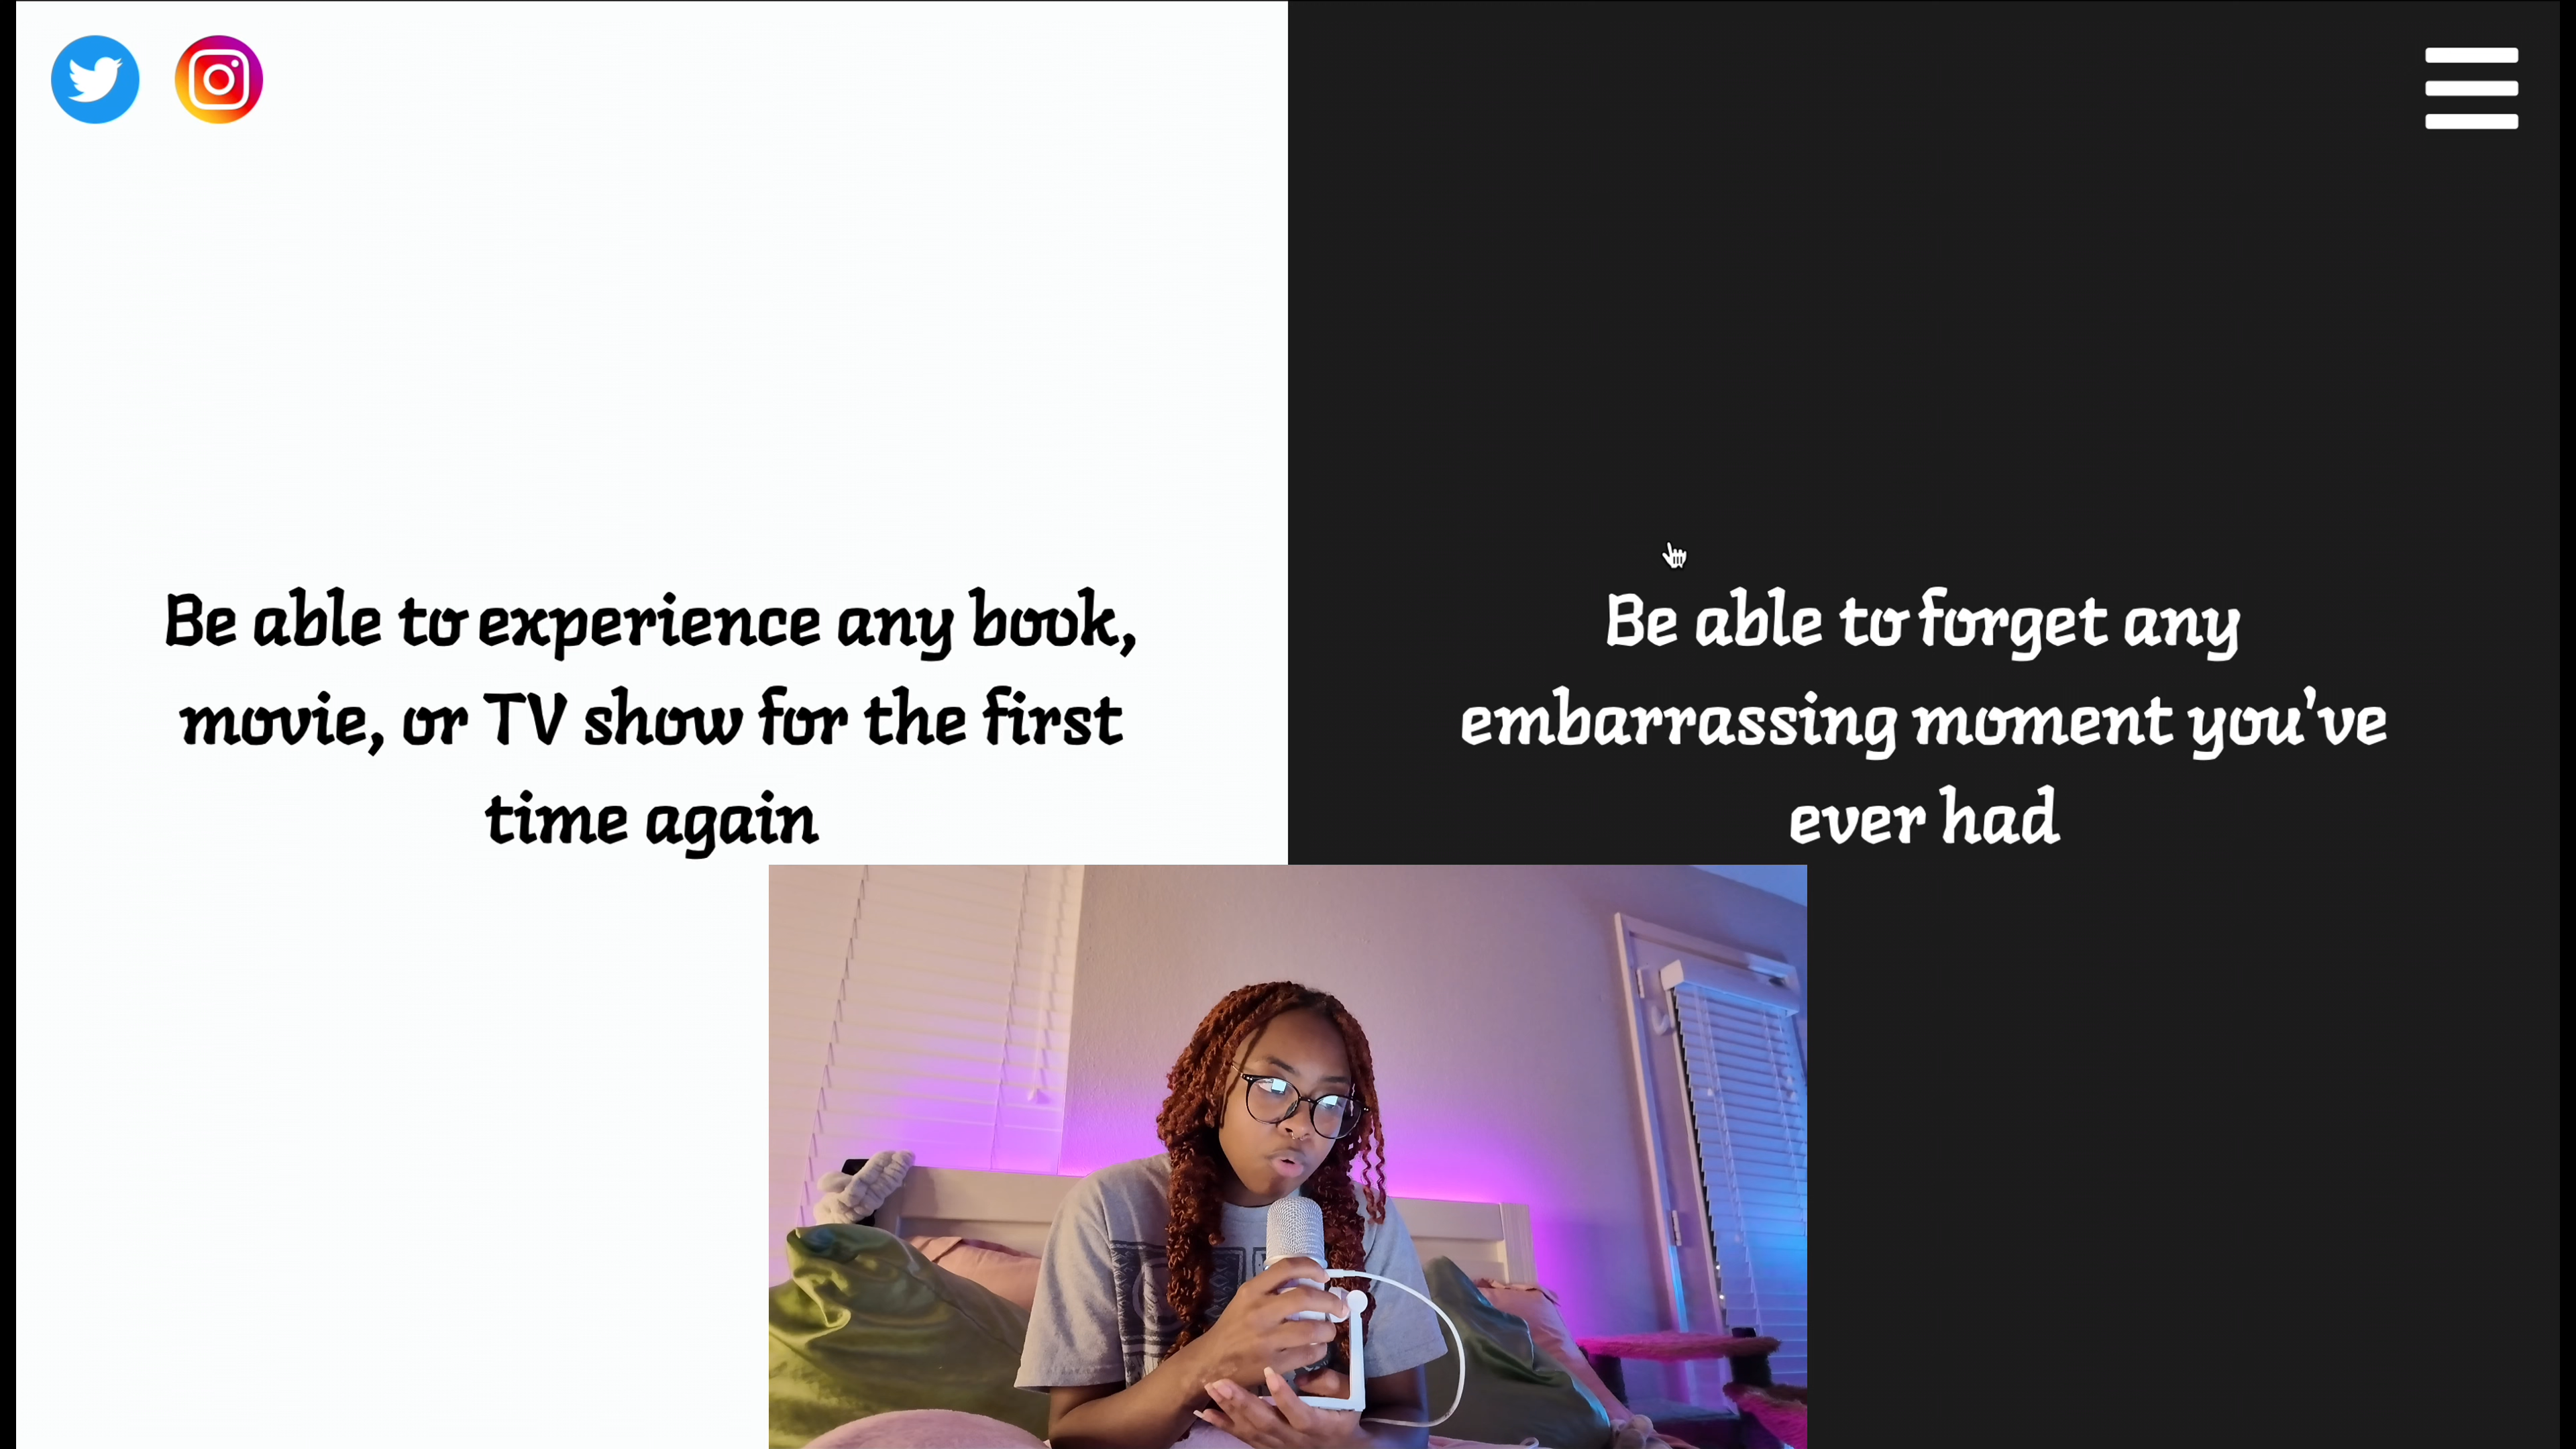 Be able to experience any book,
movie, or TV show for the first
time again
Be able to forget any
embarrassing moment you've
ever had